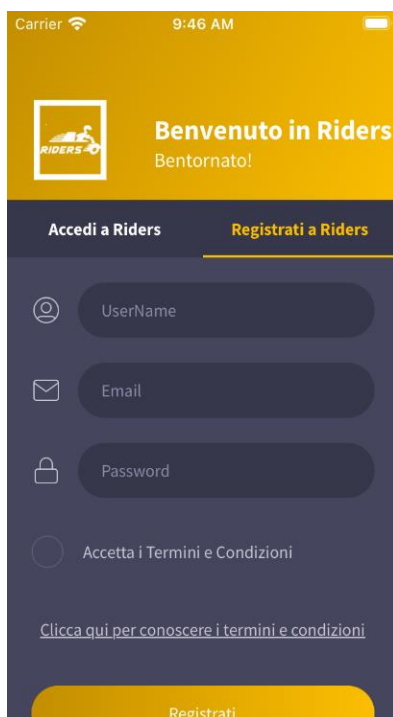 Carrier 9:46 AM
RIDERS
Benvenuto in Riders
Bentornato!
Accedi a Riders Registrati a Riders
UserName
Email
Password
Accetta i Termini e Condizioni
Clicca qui per conoscere i termini e condizioni
Registrati